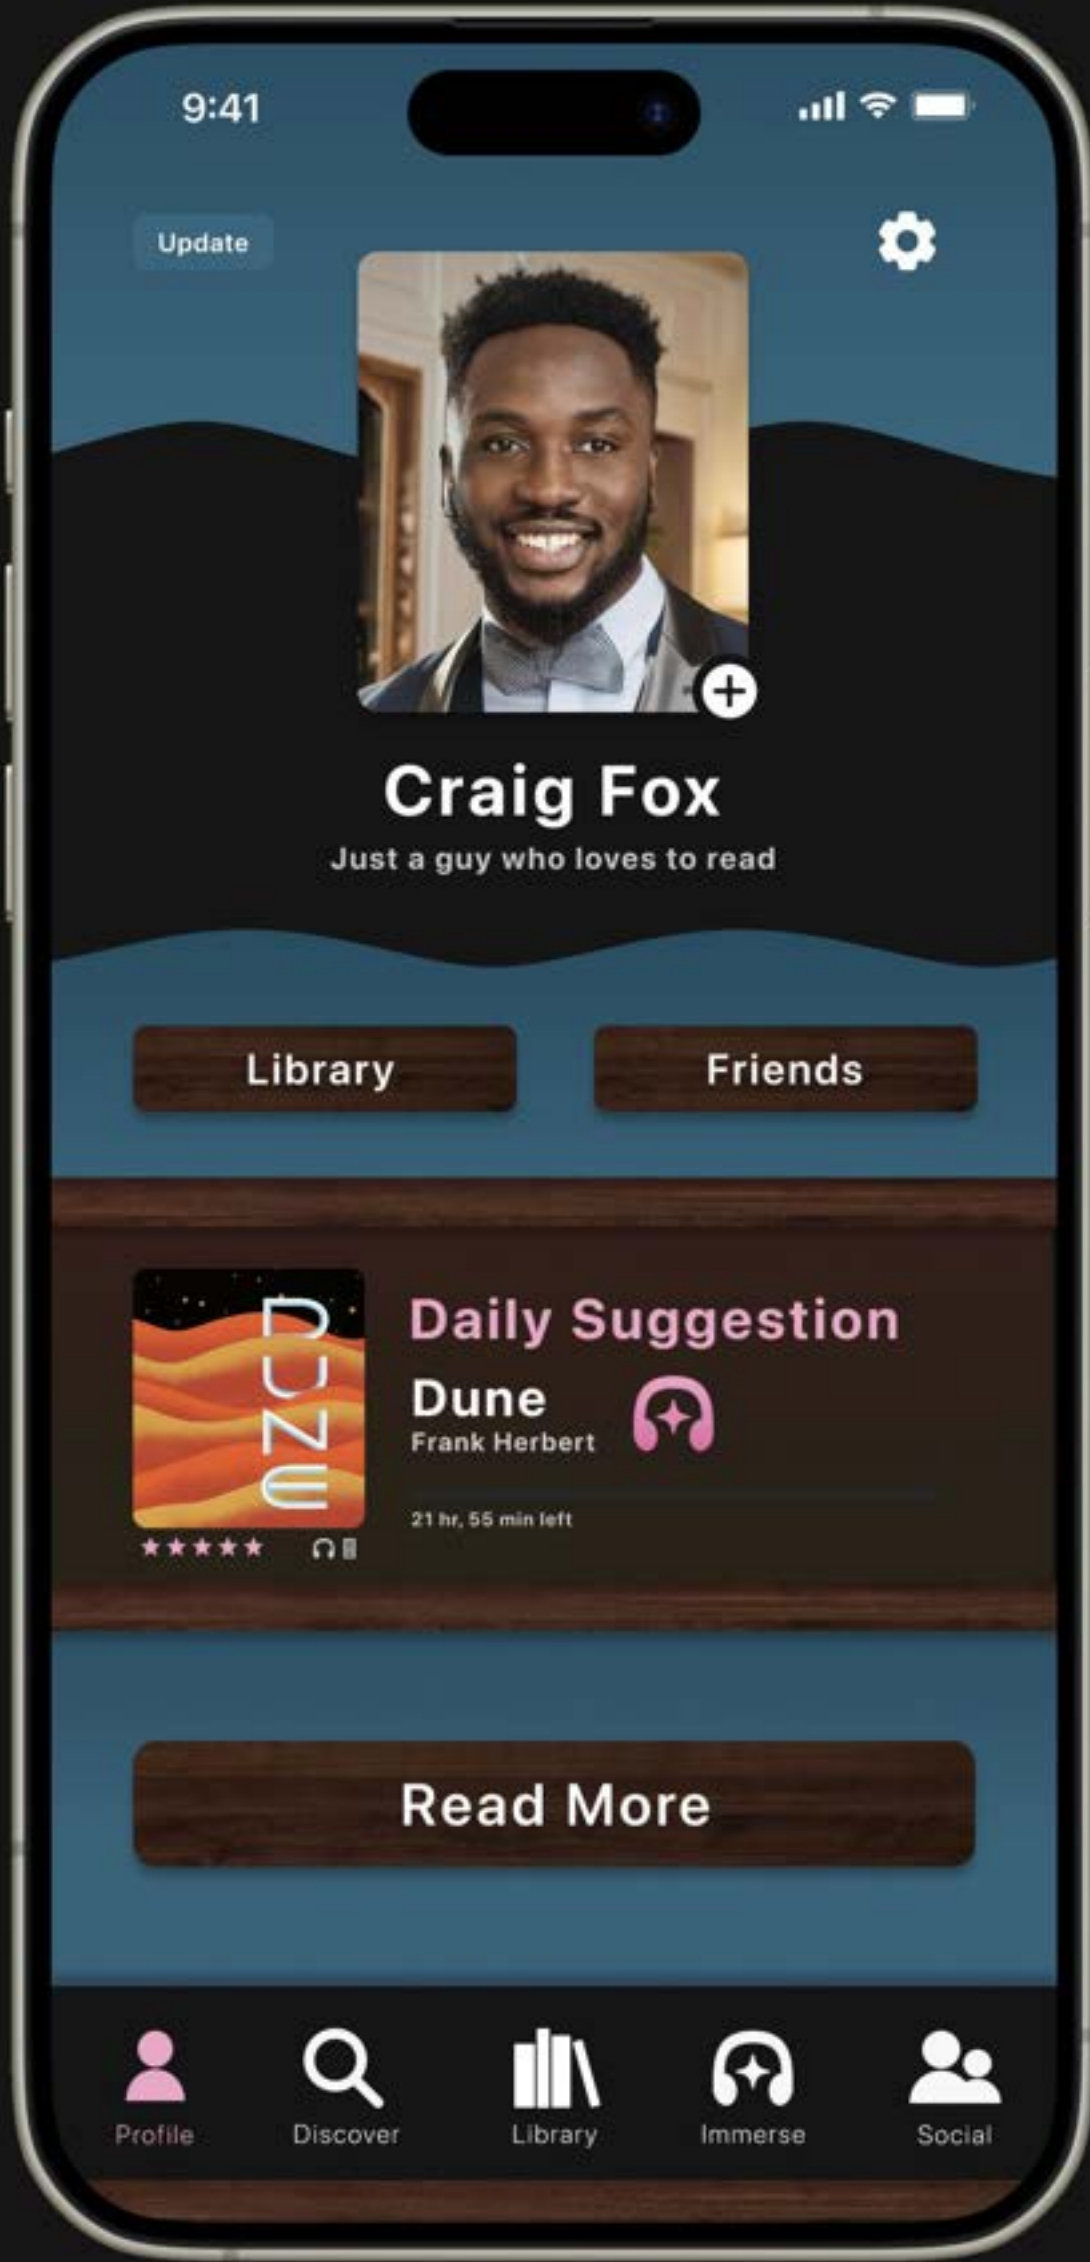 9:41
Update
Craig Fox
Just a guy who loves to read
Library
Friends
DUNE
Daily Suggestion
Dune
Frank Herbert
21 hr, 55 min left
Read More
Profile
Discover
Library
Immerse
Social